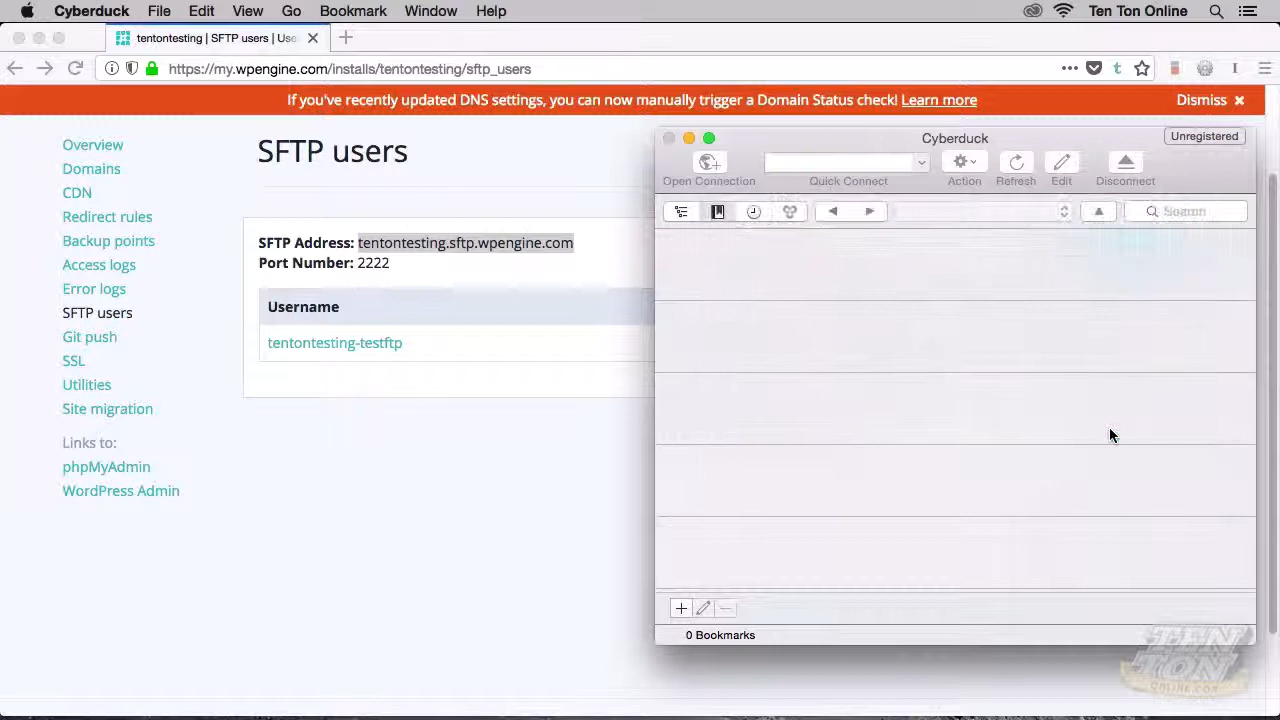 Cyberduck File Edit View Go Bookmark Window Help Ten Ton Online
tentontesting | SFTP users | Use
https://my.wpengine.com/installs/tentontesting/sftp_users
If you've recently updated DNS settings, you can now manually trigger a Domain Status check! Learn more Dismiss ×
Overview
Domains
CDN
Redirect rules
Backup points
Access logs
Error logs
SFTP users
Git push
SSL
Utilities
Site migration
Links to:
phpMyAdmin
WordPress Admin
SFTP users
SFTP Address: tentontesting.sftp.wpengine.com
Port Number: 2222
Username
tentontesting-testftp
Cyberduck
Unregistered
Open Connection Quick Connect Action Refresh Edit Disconnect
Search
0 Bookmarks
TEN
TON
ONLINE.COM